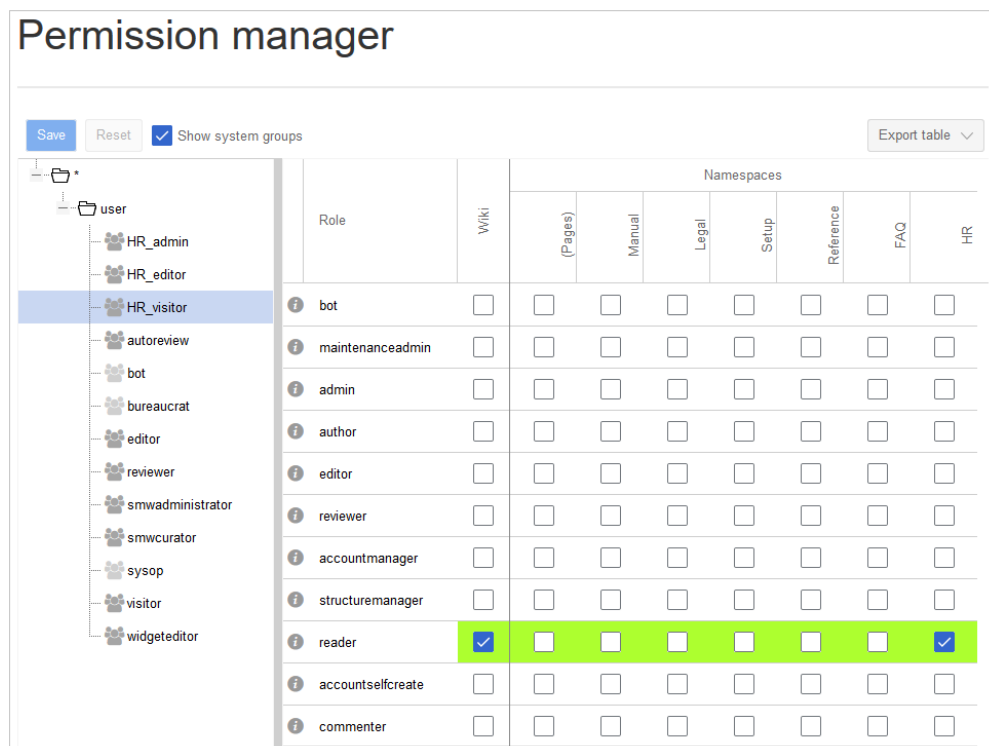 Permission manager
Save Reset Show system groups Export table
*
user
HR_admin
HR_editor
HR_visitor
autoreview
bot
bureaucrat
editor
reviewer
smwadministrator
smwcurator
sysop
visitor
widgeteditor
Namespaces
Role Wiki (Pages) Manual Legal Setup Reference FAQ HR
bot
maintenanceadmin
admin
author
editor
reviewer
accountmanager
structuremanager
reader
accountselfcreate
commenter